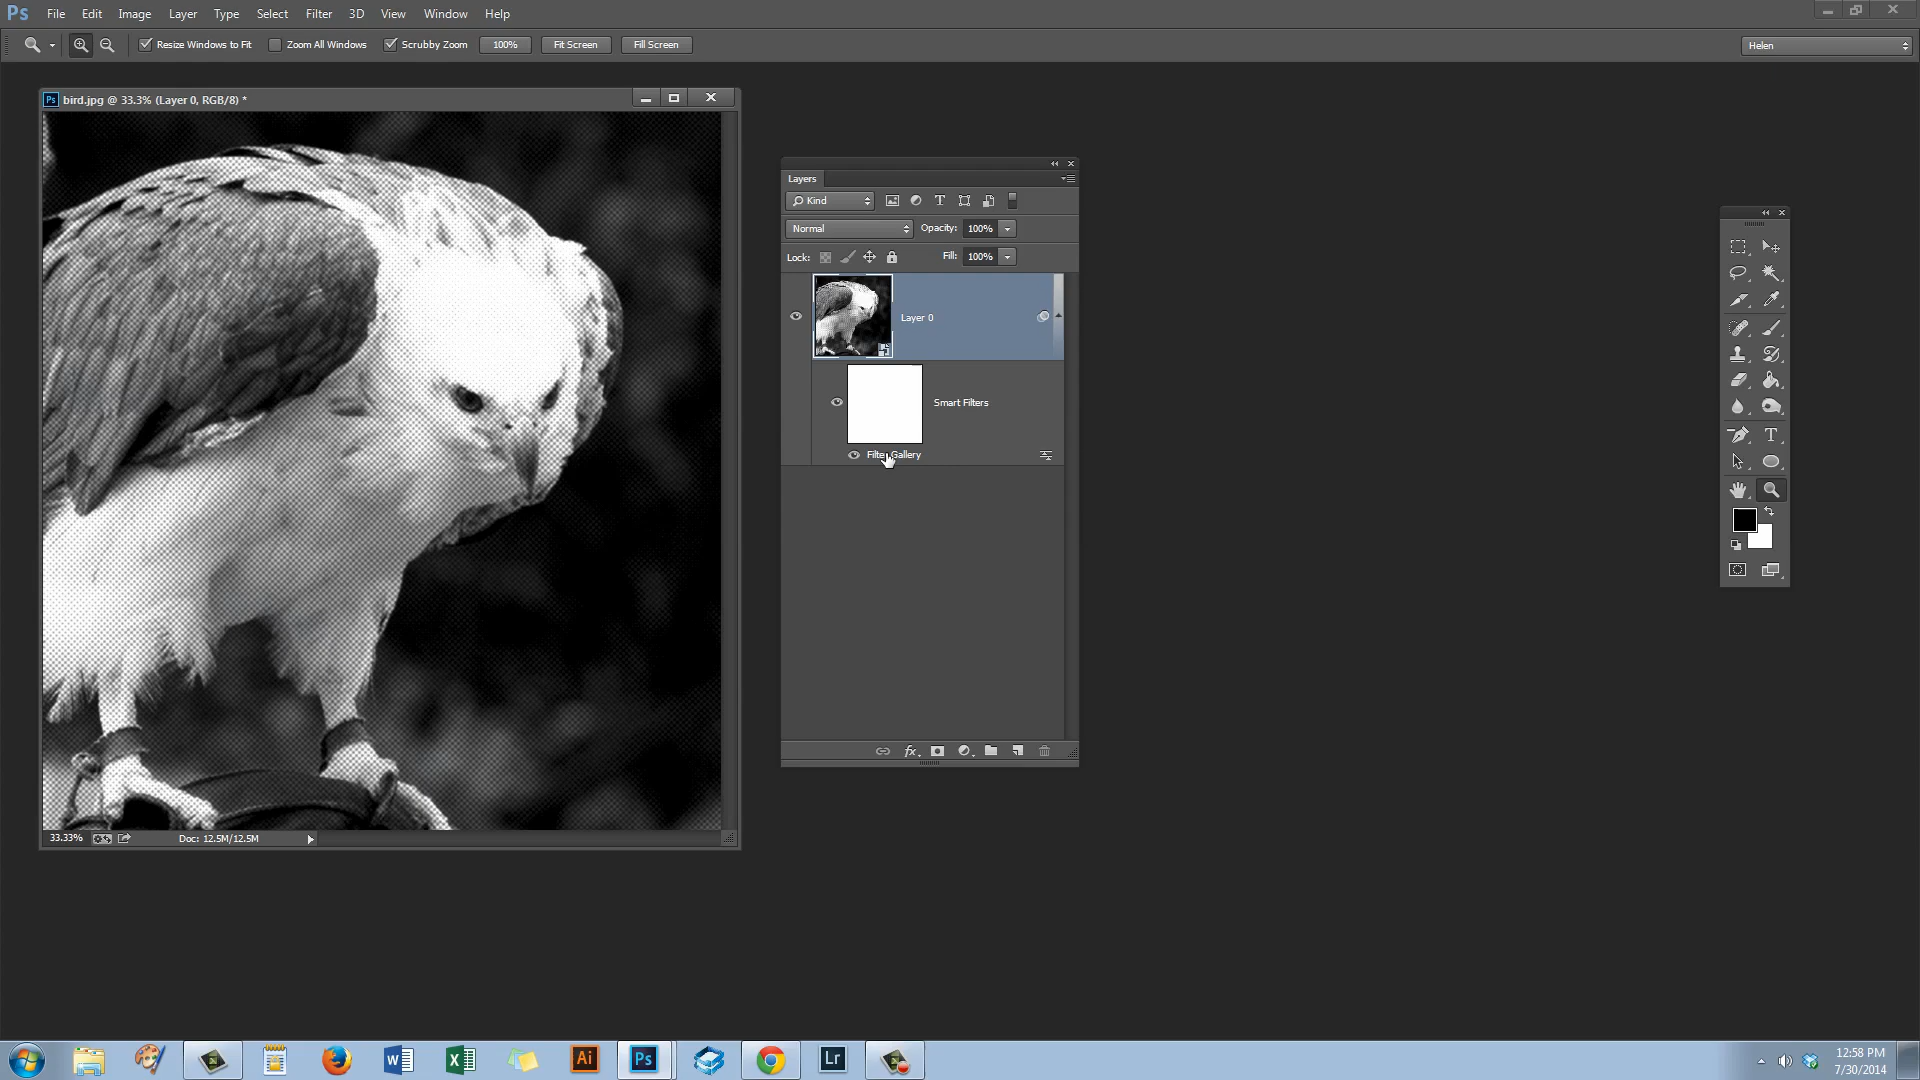 Ps File Edit Image Layer Type Select Filter 3D View Window Help
Resize Windows to Fit Zoom All Windows Scrubby Zoom 100% Fit Screen Fill Screen Helen
Ps bird.jpg @ 33.3% (Layer 0, RGB/8) *
Layers
Kind
Normal Opacity: 100%
Lock: Fill: 100%
Layer 0
Smart Filters
Filter Gallery
fx
T
T
33.33% Doc: 12.5M/12.5M
W X Ai Ps Lr
12:58 PM
7/30/2014